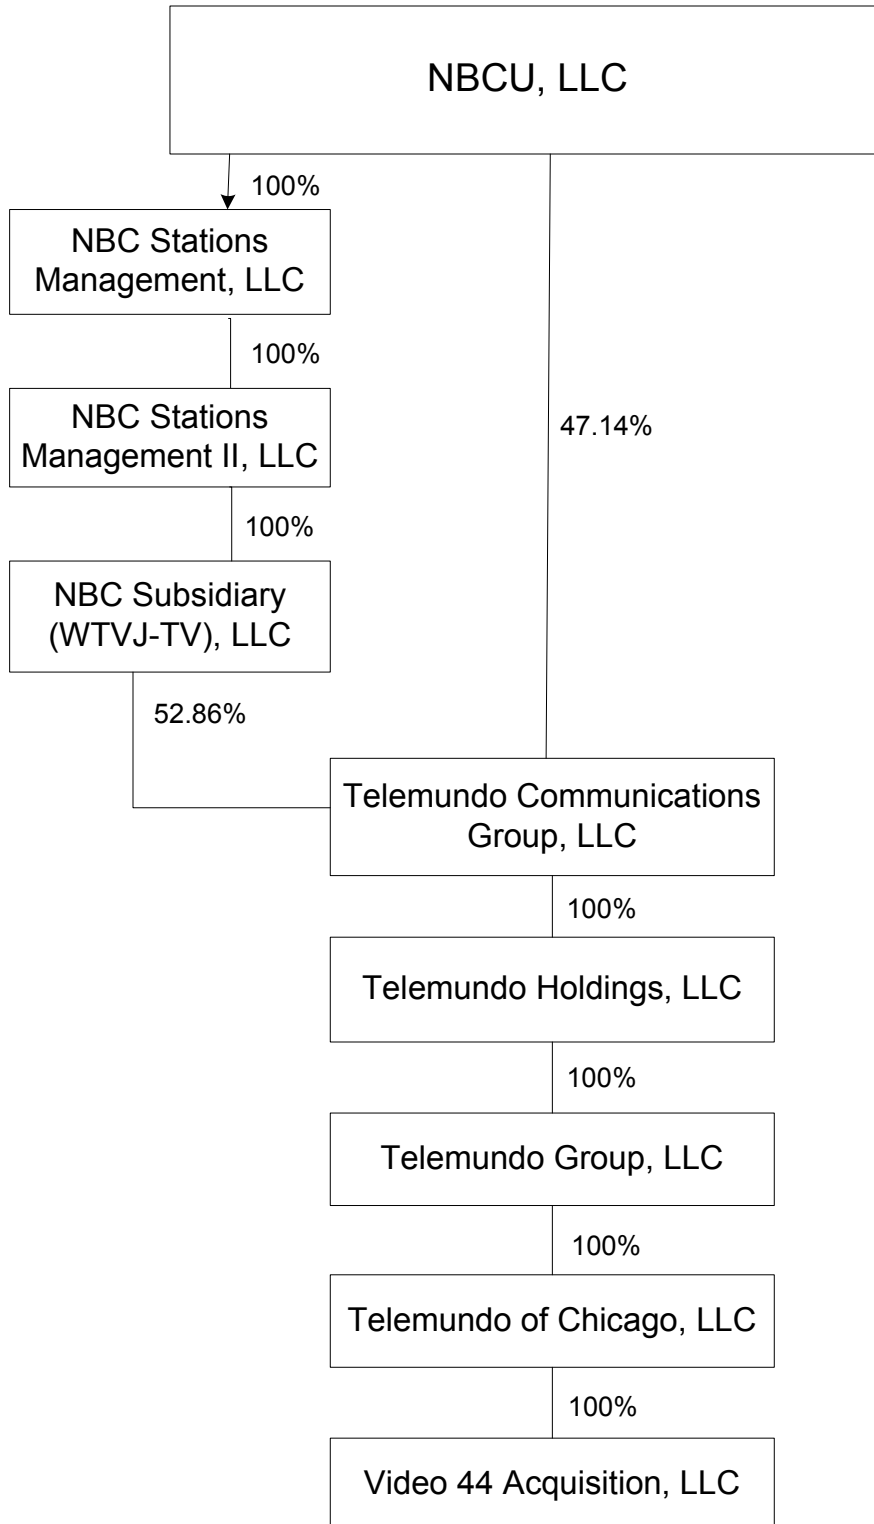 NBCU, LLC
100%
NBC Stations
Management, LLC
100%
NBC Stations
Management II, LLC
47.14%
100%
NBC Subsidiary
(WTVJ-TV), LLC
52.86%
Telemundo Communications
Group, LLC
100%
Telemundo Holdings, LLC
100%
Telemundo Group, LLC
100%
Telemundo of Chicago, LLC
100%
Video 44 Acquisition, LLC